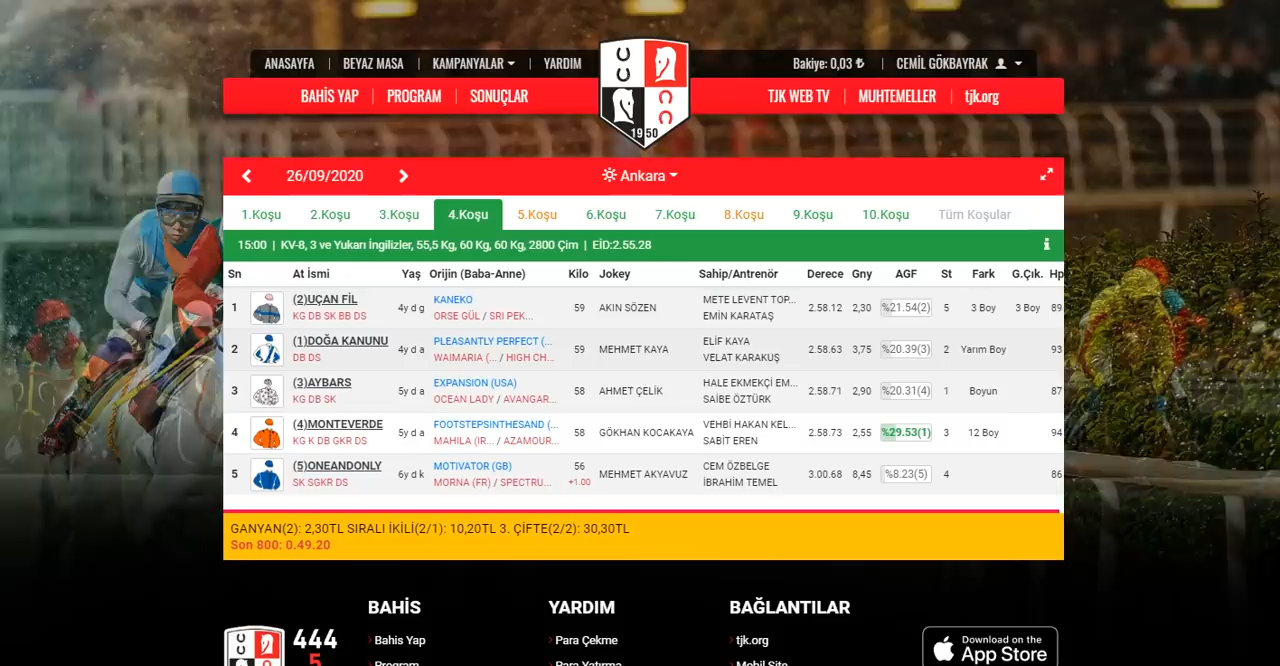 ANASAYFA | BEYAZ MASA | KAMPANYALAR | YARDIM
Bakiye: 0,03 ₺ | CEMİL GÖKBAYRAK
BAHİS YAP | PROGRAM | SONUÇLAR
TJK WEB TV | MUHTEMELLER | tjk.org
1950
26/09/2020
Ankara
1.Koşu 2.Koşu 3.Koşu 4.Koşu 5.Koşu 6.Koşu 7.Koşu 8.Koşu 9.Koşu 10.Koşu Tüm Koşular
15:00 | KV-8, 3 ve Yukarı İngilizler, 55,5 Kg, 60 Kg, 60 Kg, 2800 Çim | EİD:2.55.28
Sn At İsmi Yaş Orijin (Baba-Anne) Kilo Jokey Sahip/Antrenör Derece Gny AGF St Fark G.Çık. Hp
1 (2)UÇAN FİL 4y d g KANEKO 59 AKIN SÖZEN METE LEVENT TOP... 2.58.12 2,30 %21.54(2) 5 3 Boy 3 Boy 89
KG DB SK BB DS ORSE GÜL / SRI PEK... EMİN KARATAŞ
2 (1)DOĞA KANUNU 4y d a PLEASANTLY PERFECT (... 59 MEHMET KAYA ELİF KAYA 2.58.63 3,75 %20.39(3) 2 Yarım Boy 93
DB DS WAIMARIA (... / HIGH CH... VELAT KARAKUŞ
3 (3)AYBARS 5y d a EXPANSION (USA) 58 AHMET ÇELİK HALE EKMEKÇİ EM... 2.58.71 2,90 %20.31(4) 1 Boyun 87
KG DB SK OCEAN LADY / AVANGAR... SAİBE ÖZTÜRK
4 (4)MONTEVERDE 5y d a FOOTSTEPSINTHESAND (... 58 GÖKHAN KOCAKAYA VEHBİ HAKAN KEL... 2.58.73 2,55 %29.53(1) 3 12 Boy 94
KG K DB GKR DS MAHILA (IR... / AZAMOUR... SABİT EREN
5 (5)ONEANDONLY 6y d k MOTIVATOR (GB) 56 MEHMET AKYAVUZ CEM ÖZBELGE 3.00.68 8,45 %8.23(5) 4 86
SK SGKR DS MORNA (FR) / SPECTRU... +1.00 İBRAHİM TEMEL
GANYAN(2): 2,30TL SIRALI İKİLİ(2/1): 10,20TL 3. ÇİFTE(2/2): 30,30TL
Son 800: 0.49.20
BAHİS YARDIM BAĞLANTILAR
444
5
Bahis Yap Para Çekme tjk.org
Download on the
App Store
Program Para Yatırma Mobil Site